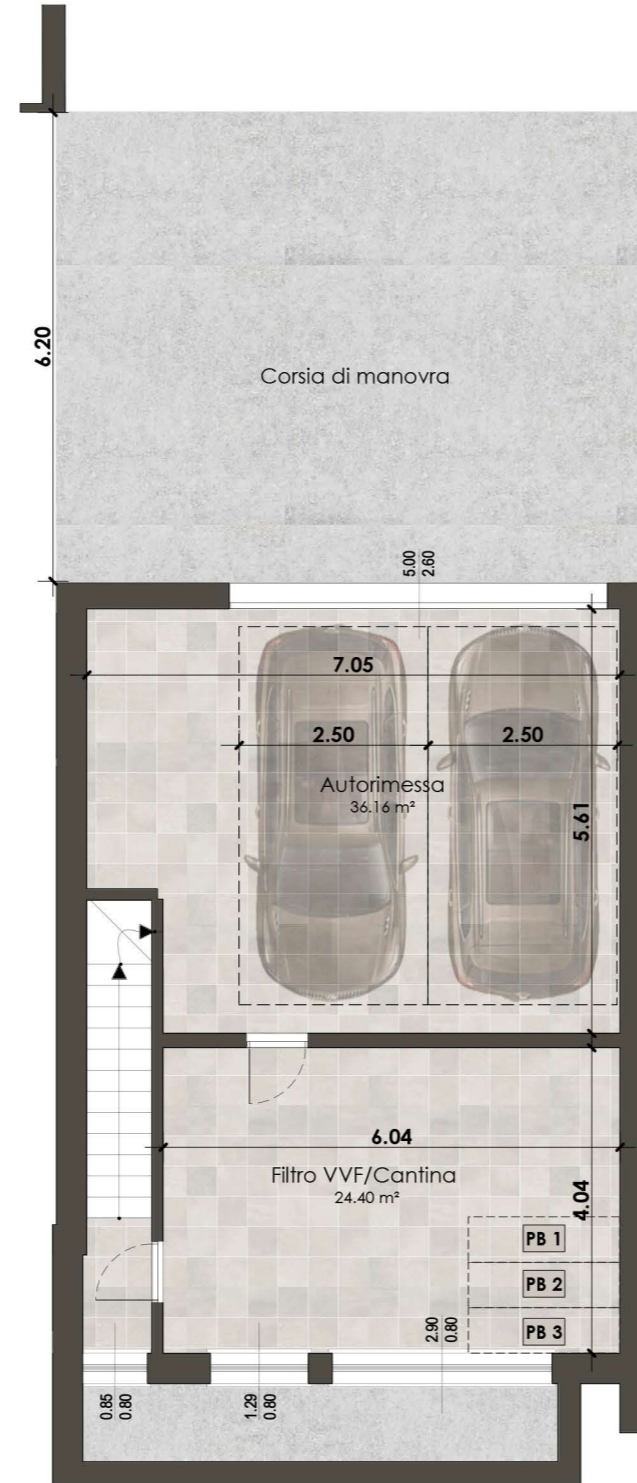 6.20
Corsia di manovra
5.00
2.60
7.05
2.50
2.50
Autorimessa
36.16 m²
5.61
6.04
Filtro VVF/Cantina
24.40 m²
4.04
PB 1
PB 2
PB 3
2.90
0.80
0.85
0.80
1.29
0.80